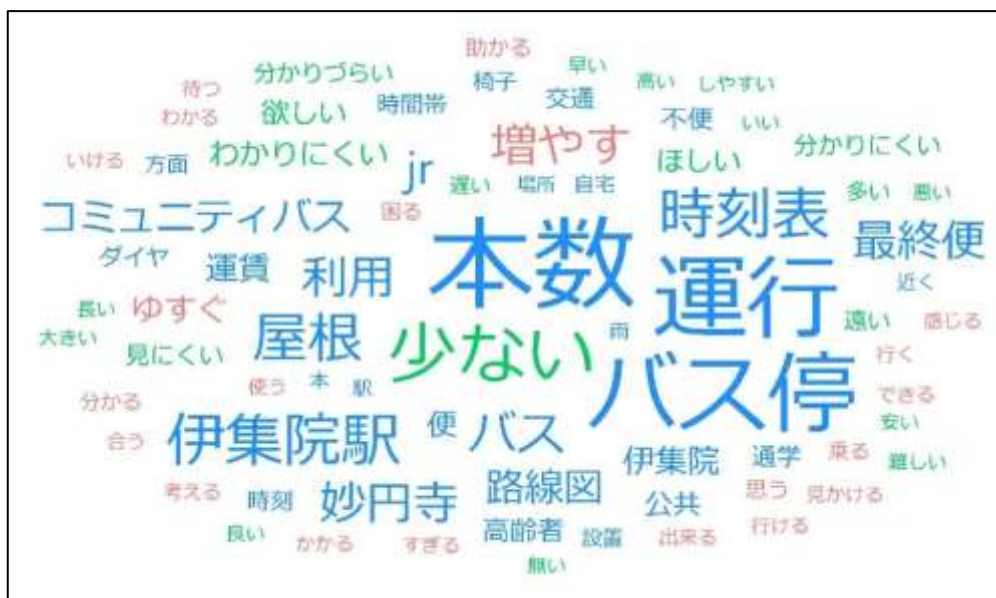 助かる
分かりづらい 椅子 早い 高い しやすい
待つ 欲しい 時間帯 交通 不便 いい
わかる 増やす 分かりにくい
いける 方面 わかりにくい jr 遅い 場所 自宅 ほしい 多い 悪い
コミュニティバス 困る 本数 時刻表 最終便
ダイヤ 運賃 利用 運行 近く
長い ゆすぐ 屋根 少ない 雨 遠い 感じる
大きい 見にくい 行く
分かる 使う 本 駅 バス停 できる
合う 伊集院駅 便 バス 伊集院 通学 乗る 安い 難しい
考える 時刻 妙円寺 路線図 公共 思う 見かける
良い かかる すぎる 高齢者 設置 出来る 行ける
無い